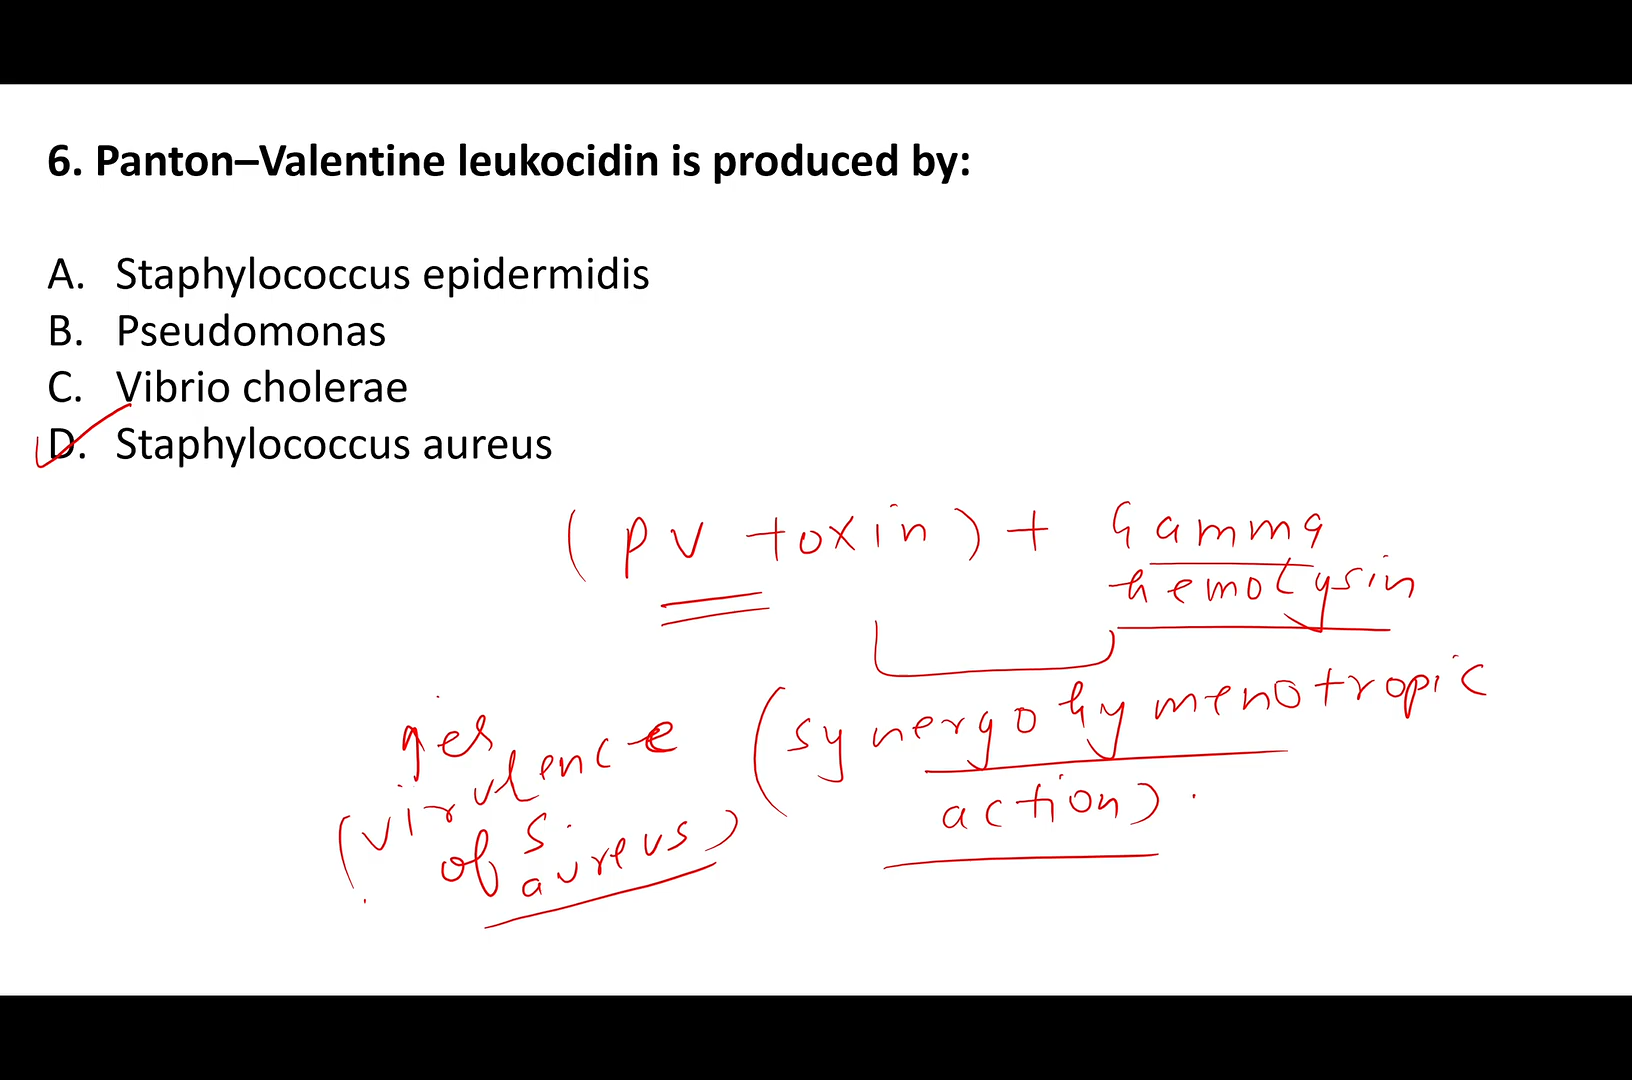 6. Panton–Valentine leukocidin is produced by:
A. Staphylococcus epidermidis
B. Pseudomonas
C. Vibrio cholerae
D. Staphylococcus aureus
(PV toxin) + Gamma
hemolysin
(synergohymenotropic
action).
(virulence
of S.
aureus)